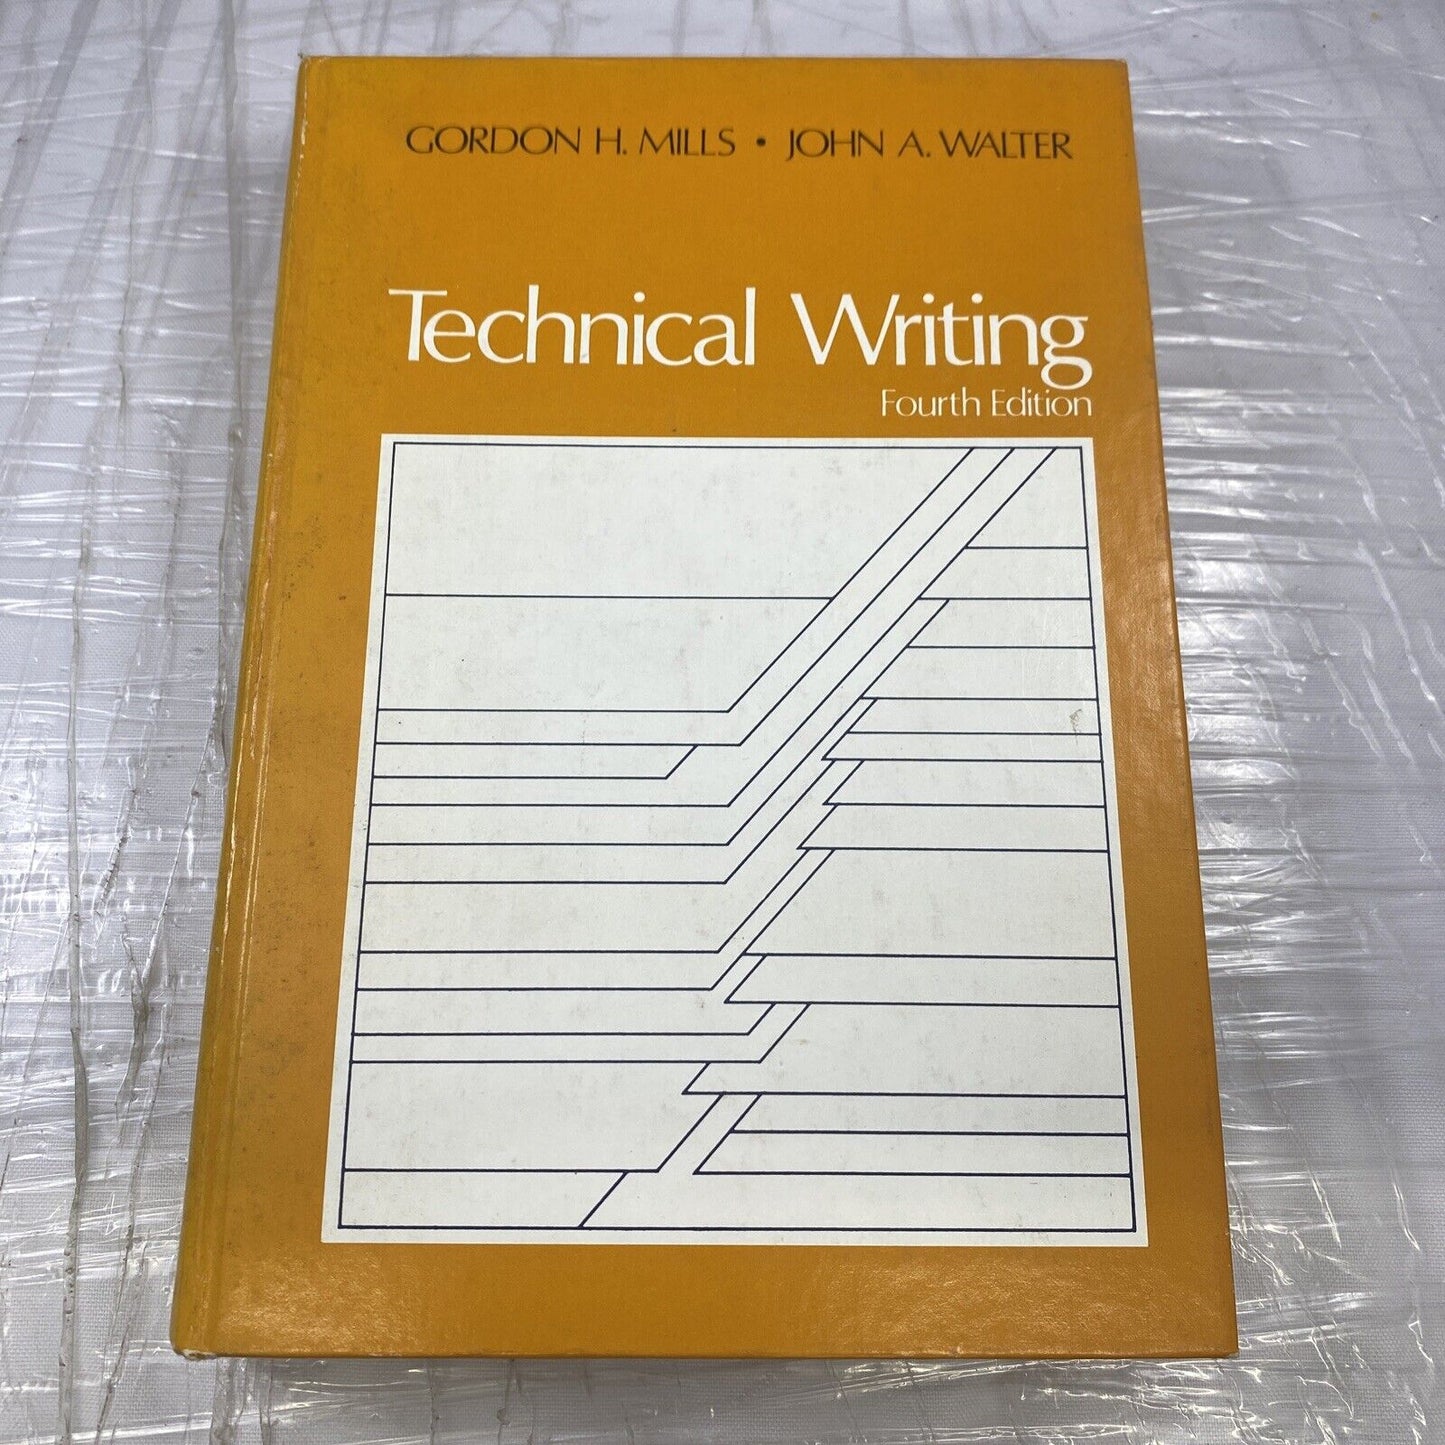 GORDON H. MILLS • JOHN A. WALTER
Technical Writing
Fourth Edition